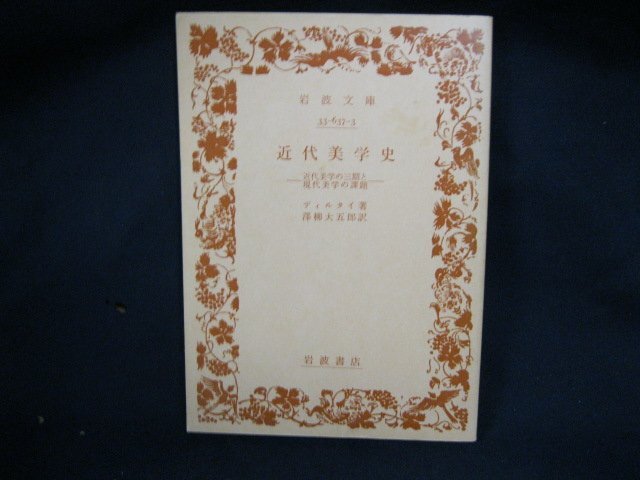 岩波文庫
33-637-3
近代美学史
近代美学の三期と
現代美学の課題
ディルタイ著
澤柳大五郎訳
岩波書店